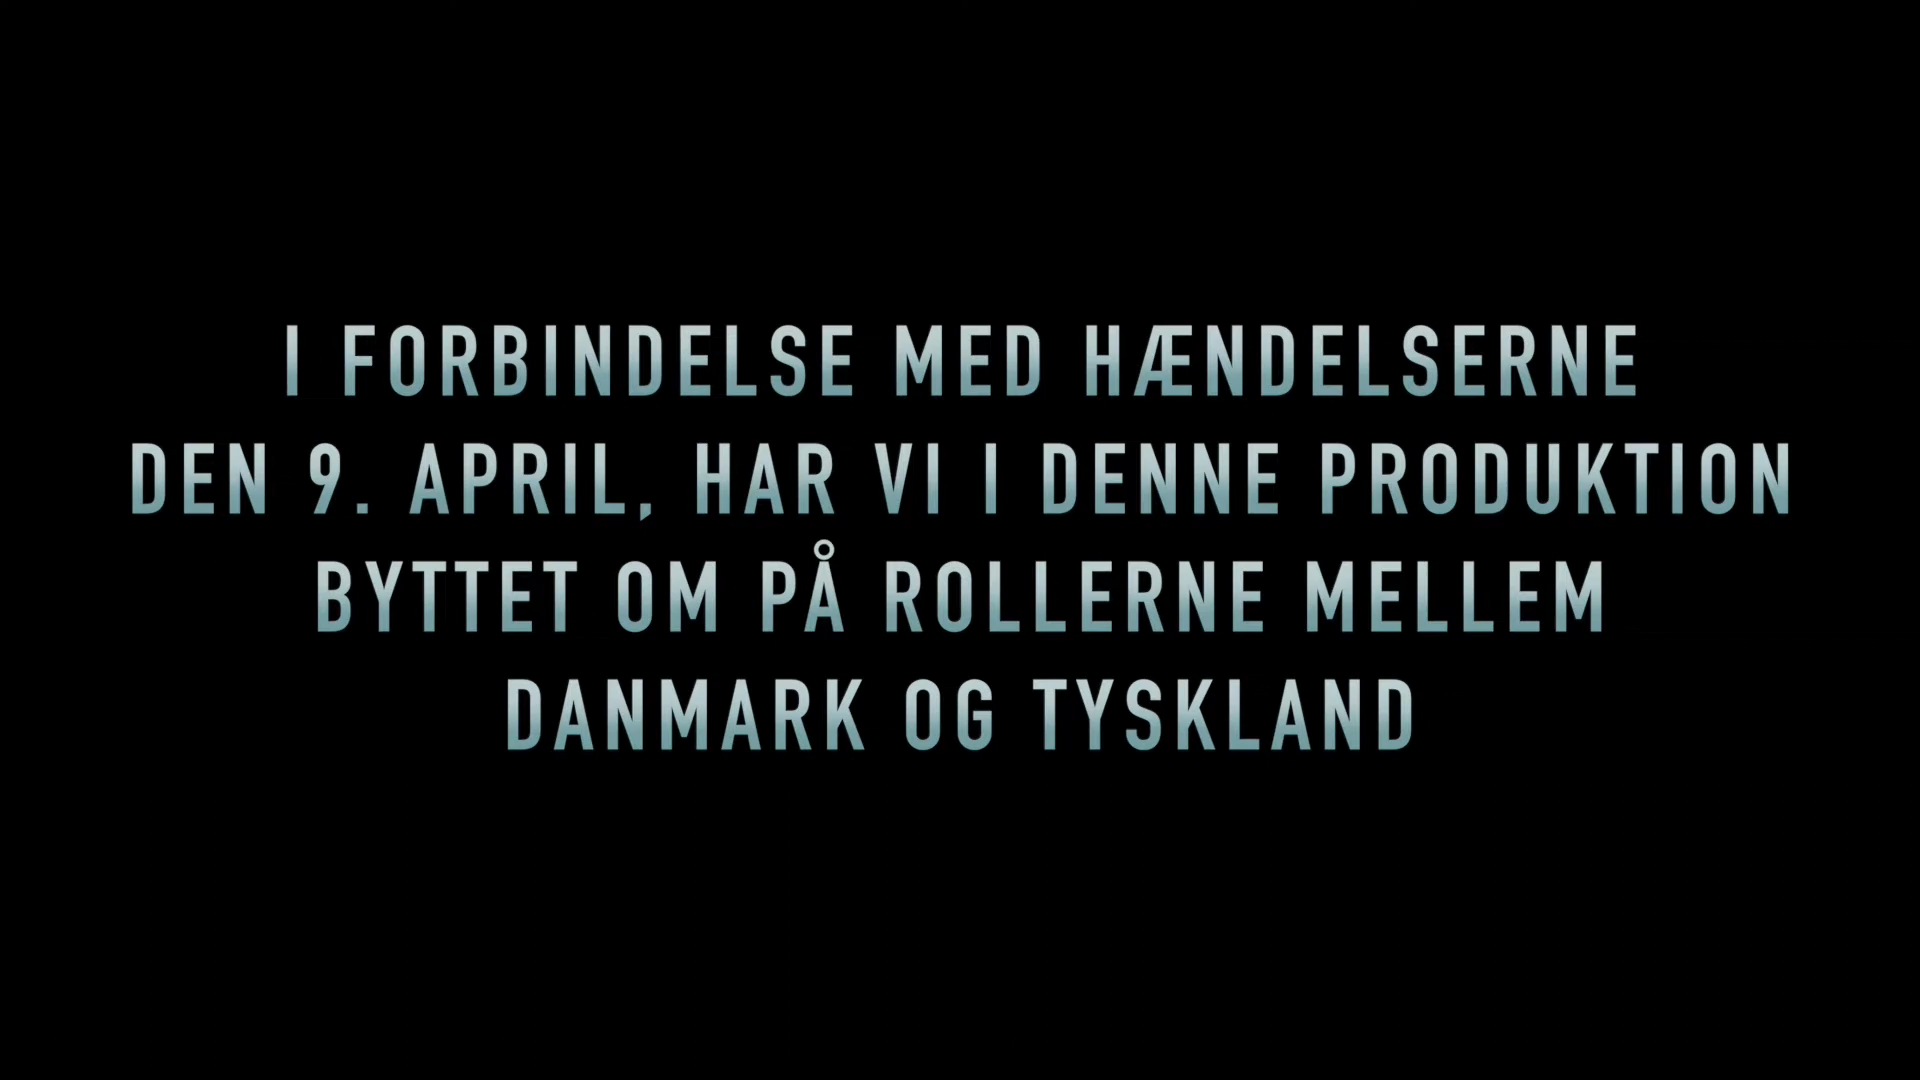 I FORBINDELSE MED HÆNDELSERNE
DEN 9. APRIL, HAR VI I DENNE PRODUKTION
BYTTET OM PÅ ROLLERNE MELLEM
DANMARK OG TYSKLAND